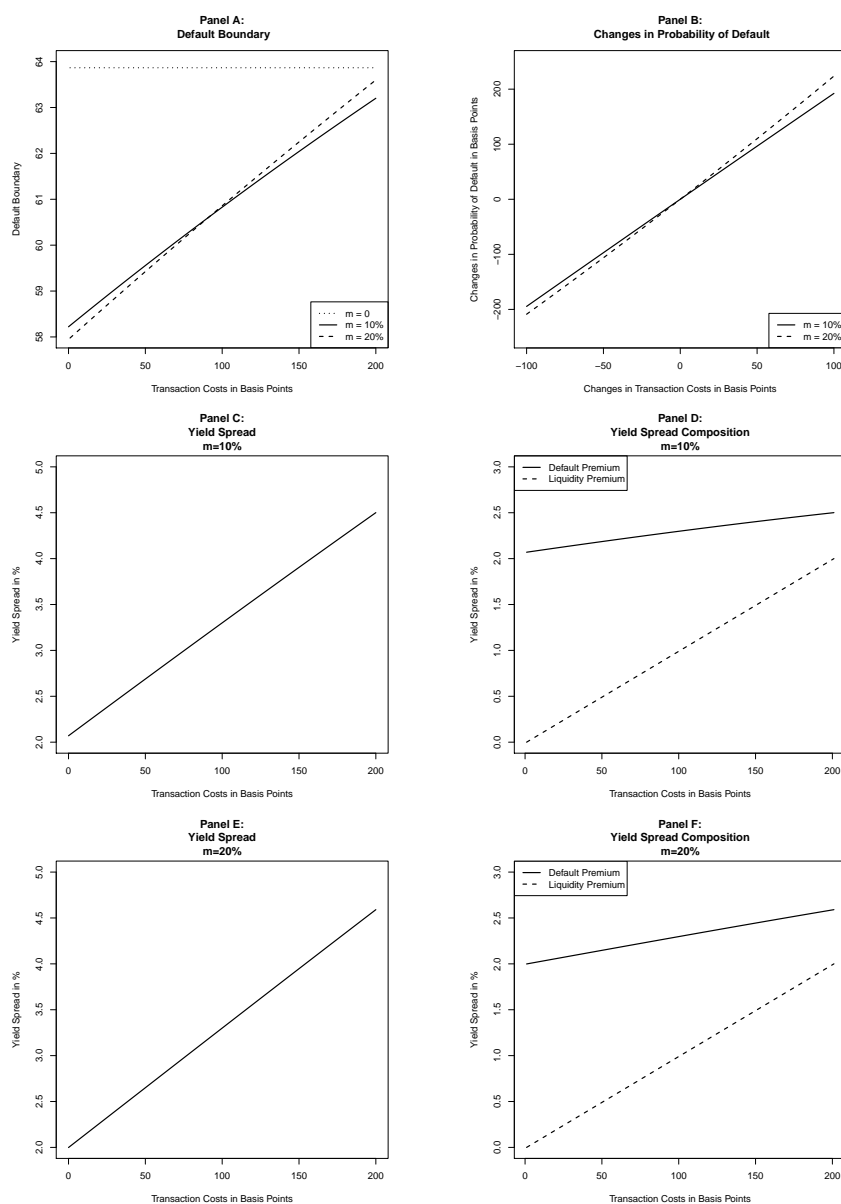 Panel A:
Default Boundary
Default Boundary
64
63
62
61
60
59
58
m = 0
m = 10%
m = 20%
0 50 100 150 200
Transaction Costs in Basis Points
Panel B:
Changes in Probability of Default
Changes in Probability of Default in Basis Points
200
100
0
−100
−200
m = 10%
m = 20%
−100 −50 0 50 100
Changes in Transaction Costs in Basis Points
Panel C:
Yield Spread
m=10%
Yield Spread in %
5.0
4.5
4.0
3.5
3.0
2.5
2.0
0 50 100 150 200
Transaction Costs in Basis Points
Panel D:
Yield Spread Composition
m=10%
Default Premium
Liquidity Premium
Yield Spread in %
3.0
2.5
2.0
1.5
1.0
0.5
0.0
0 50 100 150 200
Transaction Costs in Basis Points
Panel E:
Yield Spread
m=20%
Yield Spread in %
5.0
4.5
4.0
3.5
3.0
2.5
2.0
0 50 100 150 200
Transaction Costs in Basis Points
Panel F:
Yield Spread Composition
m=20%
Default Premium
Liquidity Premium
Yield Spread in %
3.0
2.5
2.0
1.5
1.0
0.5
0.0
0 50 100 150 200
Transaction Costs in Basis Points